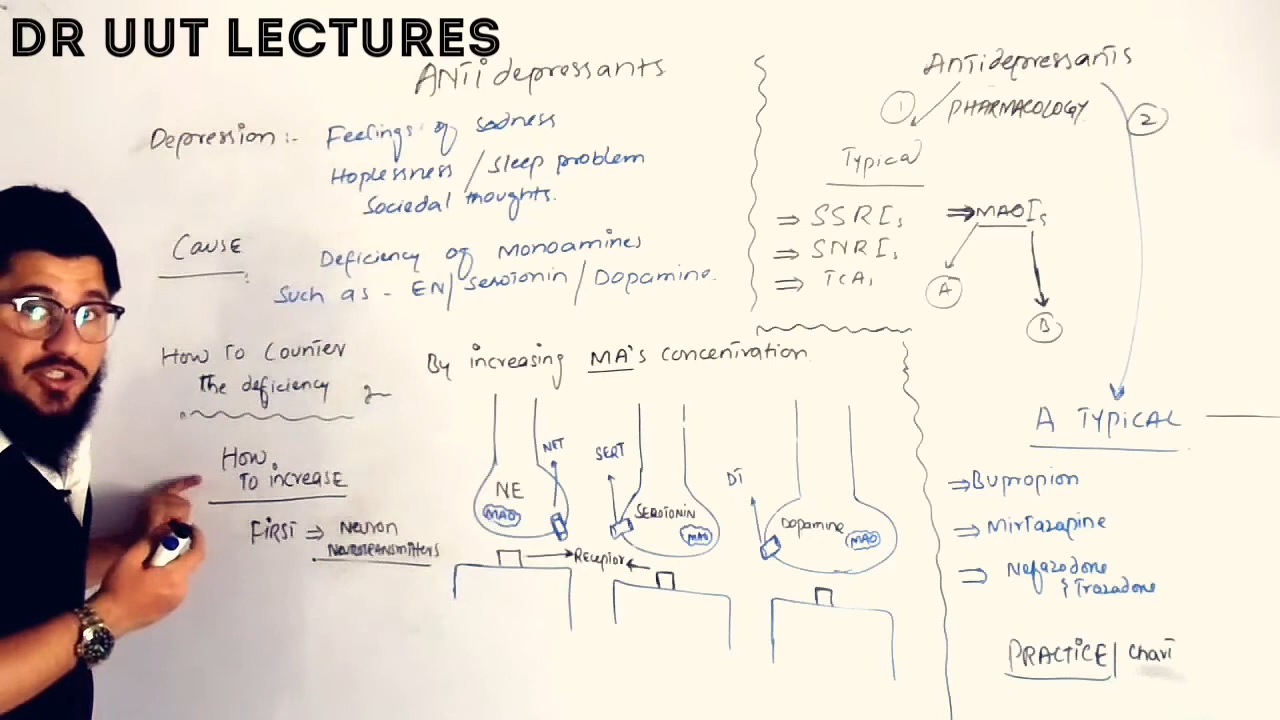 DR UUT LECTURES
ANTidepressants
Depression :- Feelings of sadness
Hoplessness / Sleep problem
Sociedal thoughts.
CAUSE :
Deficiency of Monoamines
Such as - EN/ Serotonin / Dopamine.
How To Counter
the deficiency
By increasing MA's concentration
How
To increase
FIRST ⇒ Neuron
NEUROTRANSMITTERS
NET
NE
MAO
SERT
SEROTONIN
MAO
DT
Dopamine
MAO
Receptor
Antidepressants
PHARMACOLOGY
1
2
Typical
⇒ SSRIs
⇒ SNRIs
⇒ TCAs
⇒ MAOIs
A
B
A TYPICAL
⇒ Bupropion
⇒ Mirtazapine
⇒ Nefazodone
& Trazadone
PRACTICE / Chart